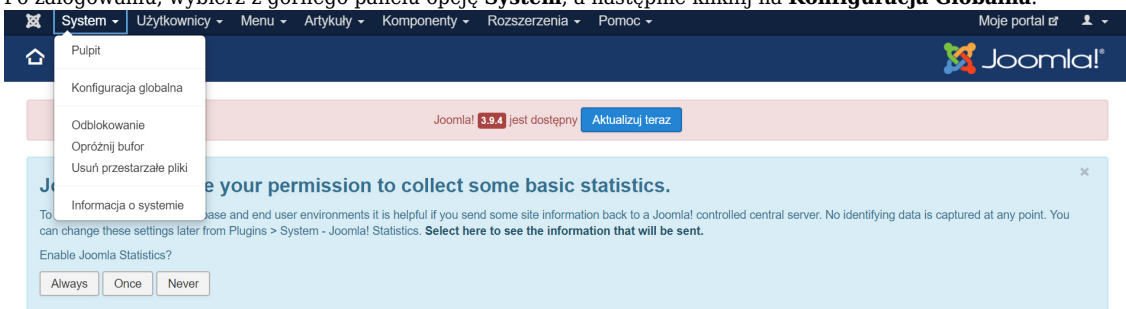 Po zalogowaniu, wybierz z górnego panelu opcję System, a następnie kliknij na Konfiguracja Globalna.
System Użytkownicy Menu Artykuły Komponenty Rozszerzenia Pomoc Moje portal
Pulpit
Joomla!®
Konfiguracja globalna
Joomla! 3.9.4 jest dostępny Aktualizuj teraz
Odblokowanie
Opróżnij bufor
Usuń przestarzałe pliki
Informacja o systemie
your permission to collect some basic statistics.
To base and end user environments it is helpful if you send some site information back to a Joomla! controlled central server. No identifying data is captured at any point. You
can change these settings later from Plugins > System - Joomla! Statistics. Select here to see the information that will be sent.
Enable Joomla Statistics?
Always Once Never